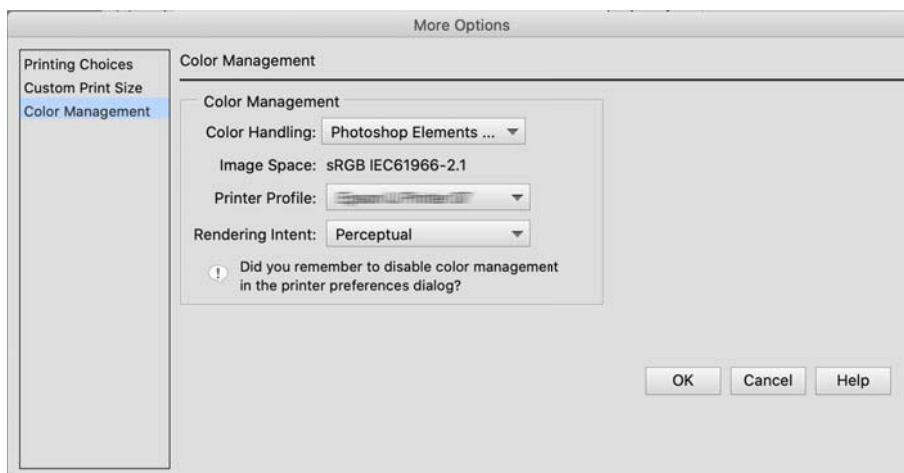 More Options
Printing Choices
Custom Print Size
Color Management
Color Management
Color Management
Color Handling: Photoshop Elements ...
Image Space: sRGB IEC61966-2.1
Printer Profile:
Rendering Intent: Perceptual
! Did you remember to disable color management
in the printer preferences dialog?
OK Cancel Help